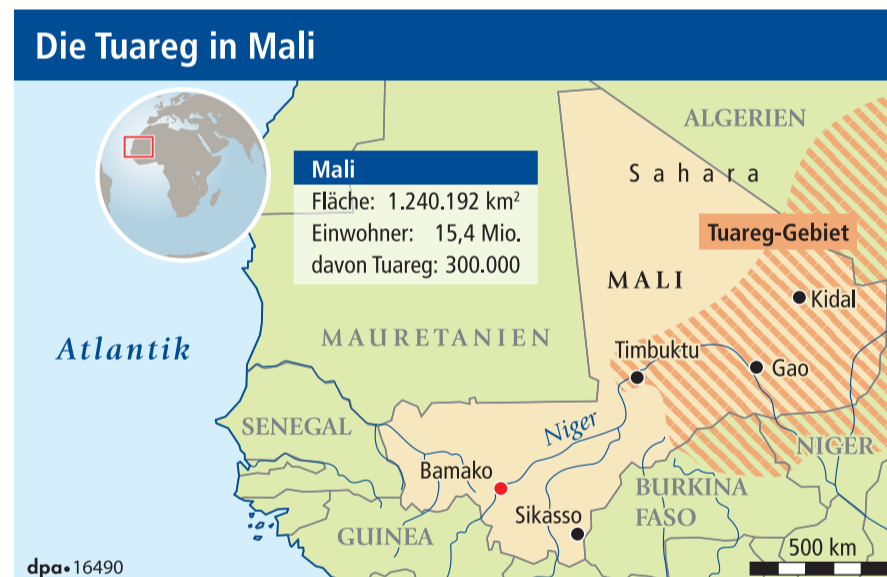 Die Tuareg in Mali
Mali
Fläche: 1.240.192 km²
Einwohner: 15,4 Mio.
davon Tuareg: 300.000
ALGERIEN
Sahara
Tuareg-Gebiet
MALI
Kidal
MAURETANIEN
Atlantik
Timbuktu
Gao
Niger
SENEGAL
NIGER
Bamako
BURKINA
FASO
Sikasso
GUINEA
500 km
dpa•16490